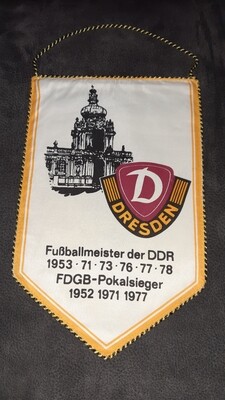 D
DRESDEN
Fußballmeister der DDR
1953 · 71 · 73 · 76 · 77 · 78
FDGB-Pokalsieger
1952 1971 1977